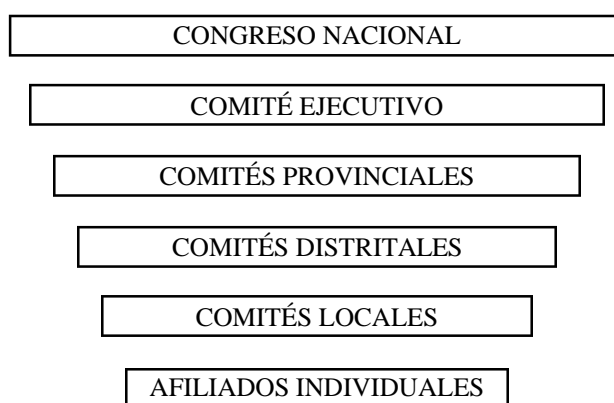 CONGRESO NACIONAL
COMITÉ EJECUTIVO
COMITÉS PROVINCIALES
COMITÉS DISTRITALES
COMITÉS LOCALES
AFILIADOS INDIVIDUALES